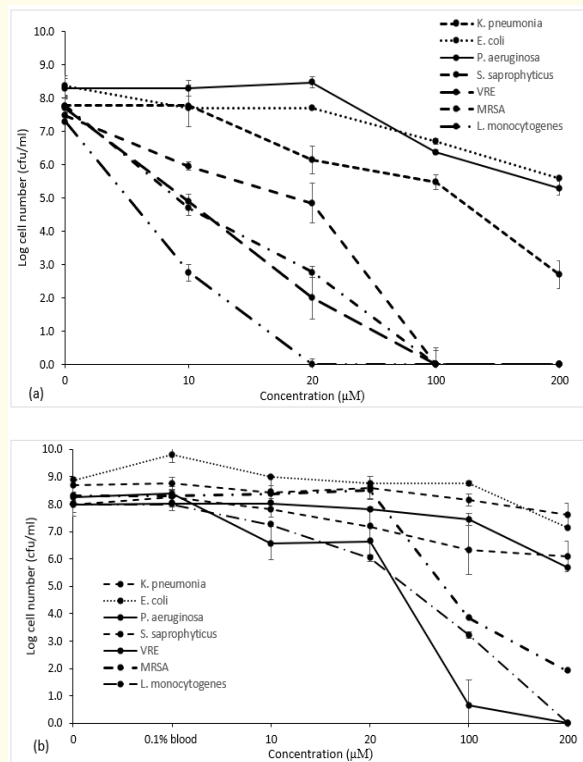 K. pneumonia
E. coli
P. aeruginosa
S. saprophyticus
VRE
MRSA
L. monocytogenes
10.0
9.0
8.0
7.0
6.0
5.0
4.0
3.0
2.0
1.0
0.0
Log cell number (cfu/ml)
0 10 20 100 200
Concentration (µM)
(a)
10.0
9.0
8.0
7.0
6.0
5.0
4.0
3.0
2.0
1.0
0.0
Log cell number (cfu/ml)
K. pneumonia
E. coli
P. aeruginosa
S. saprophyticus
VRE
MRSA
L. monocytogenes
0 0.1% blood 10 20 100 200
Concentration (µM)
(b)